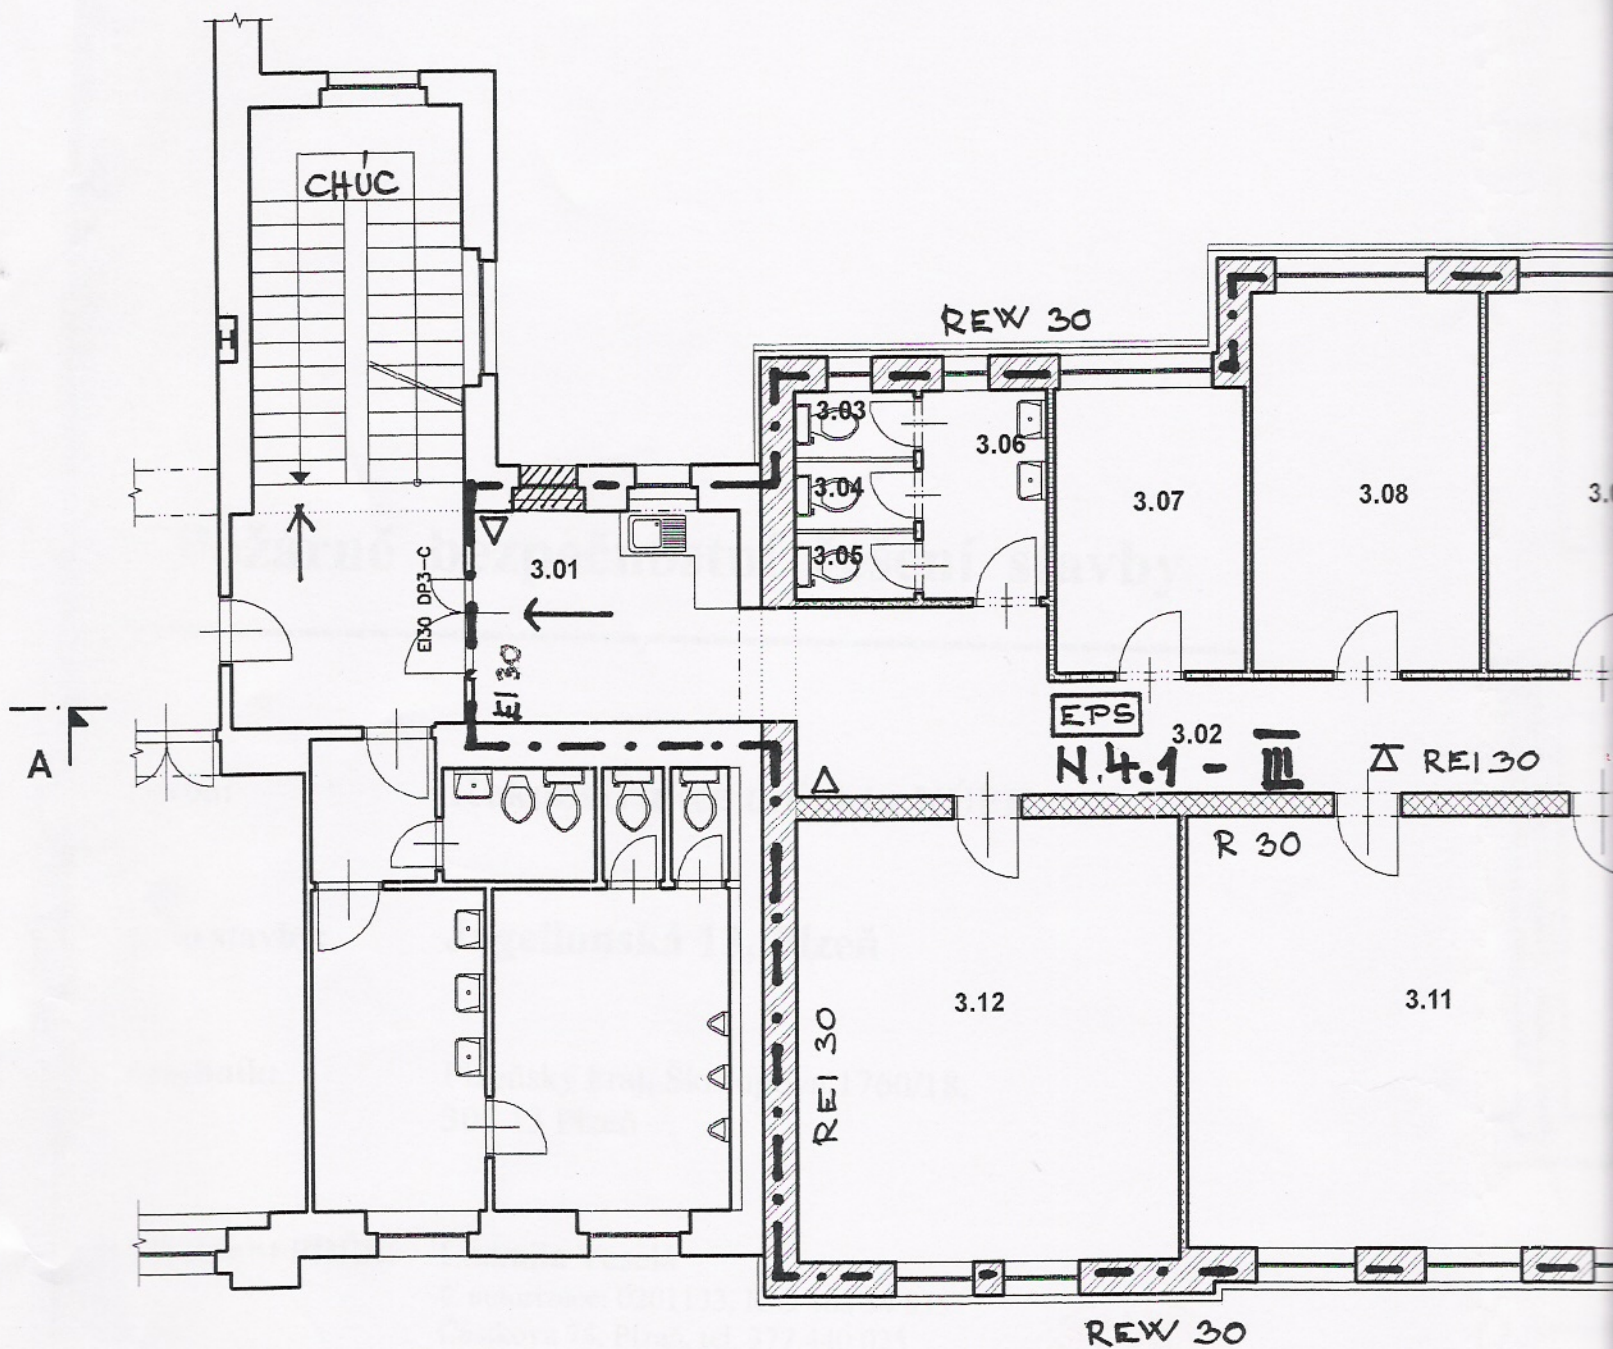 CHÚC
H
REW 30
3.03
3.06
3.04
3.07
3.08
3.05
3.01
EI30 DP3-C
EI 30
EPS
3.02
N.4.1 - III
REI 30
A
R 30
3.12
3.11
REI 30
REW 30